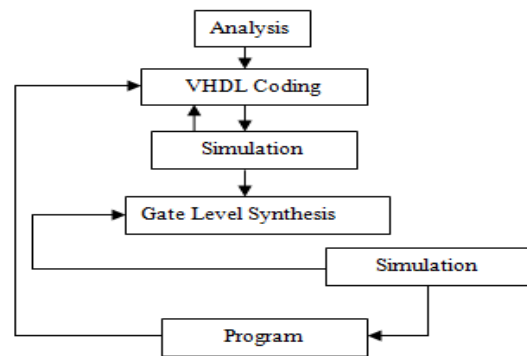 Analysis
VHDL Coding
Simulation
Gate Level Synthesis
Simulation
Program